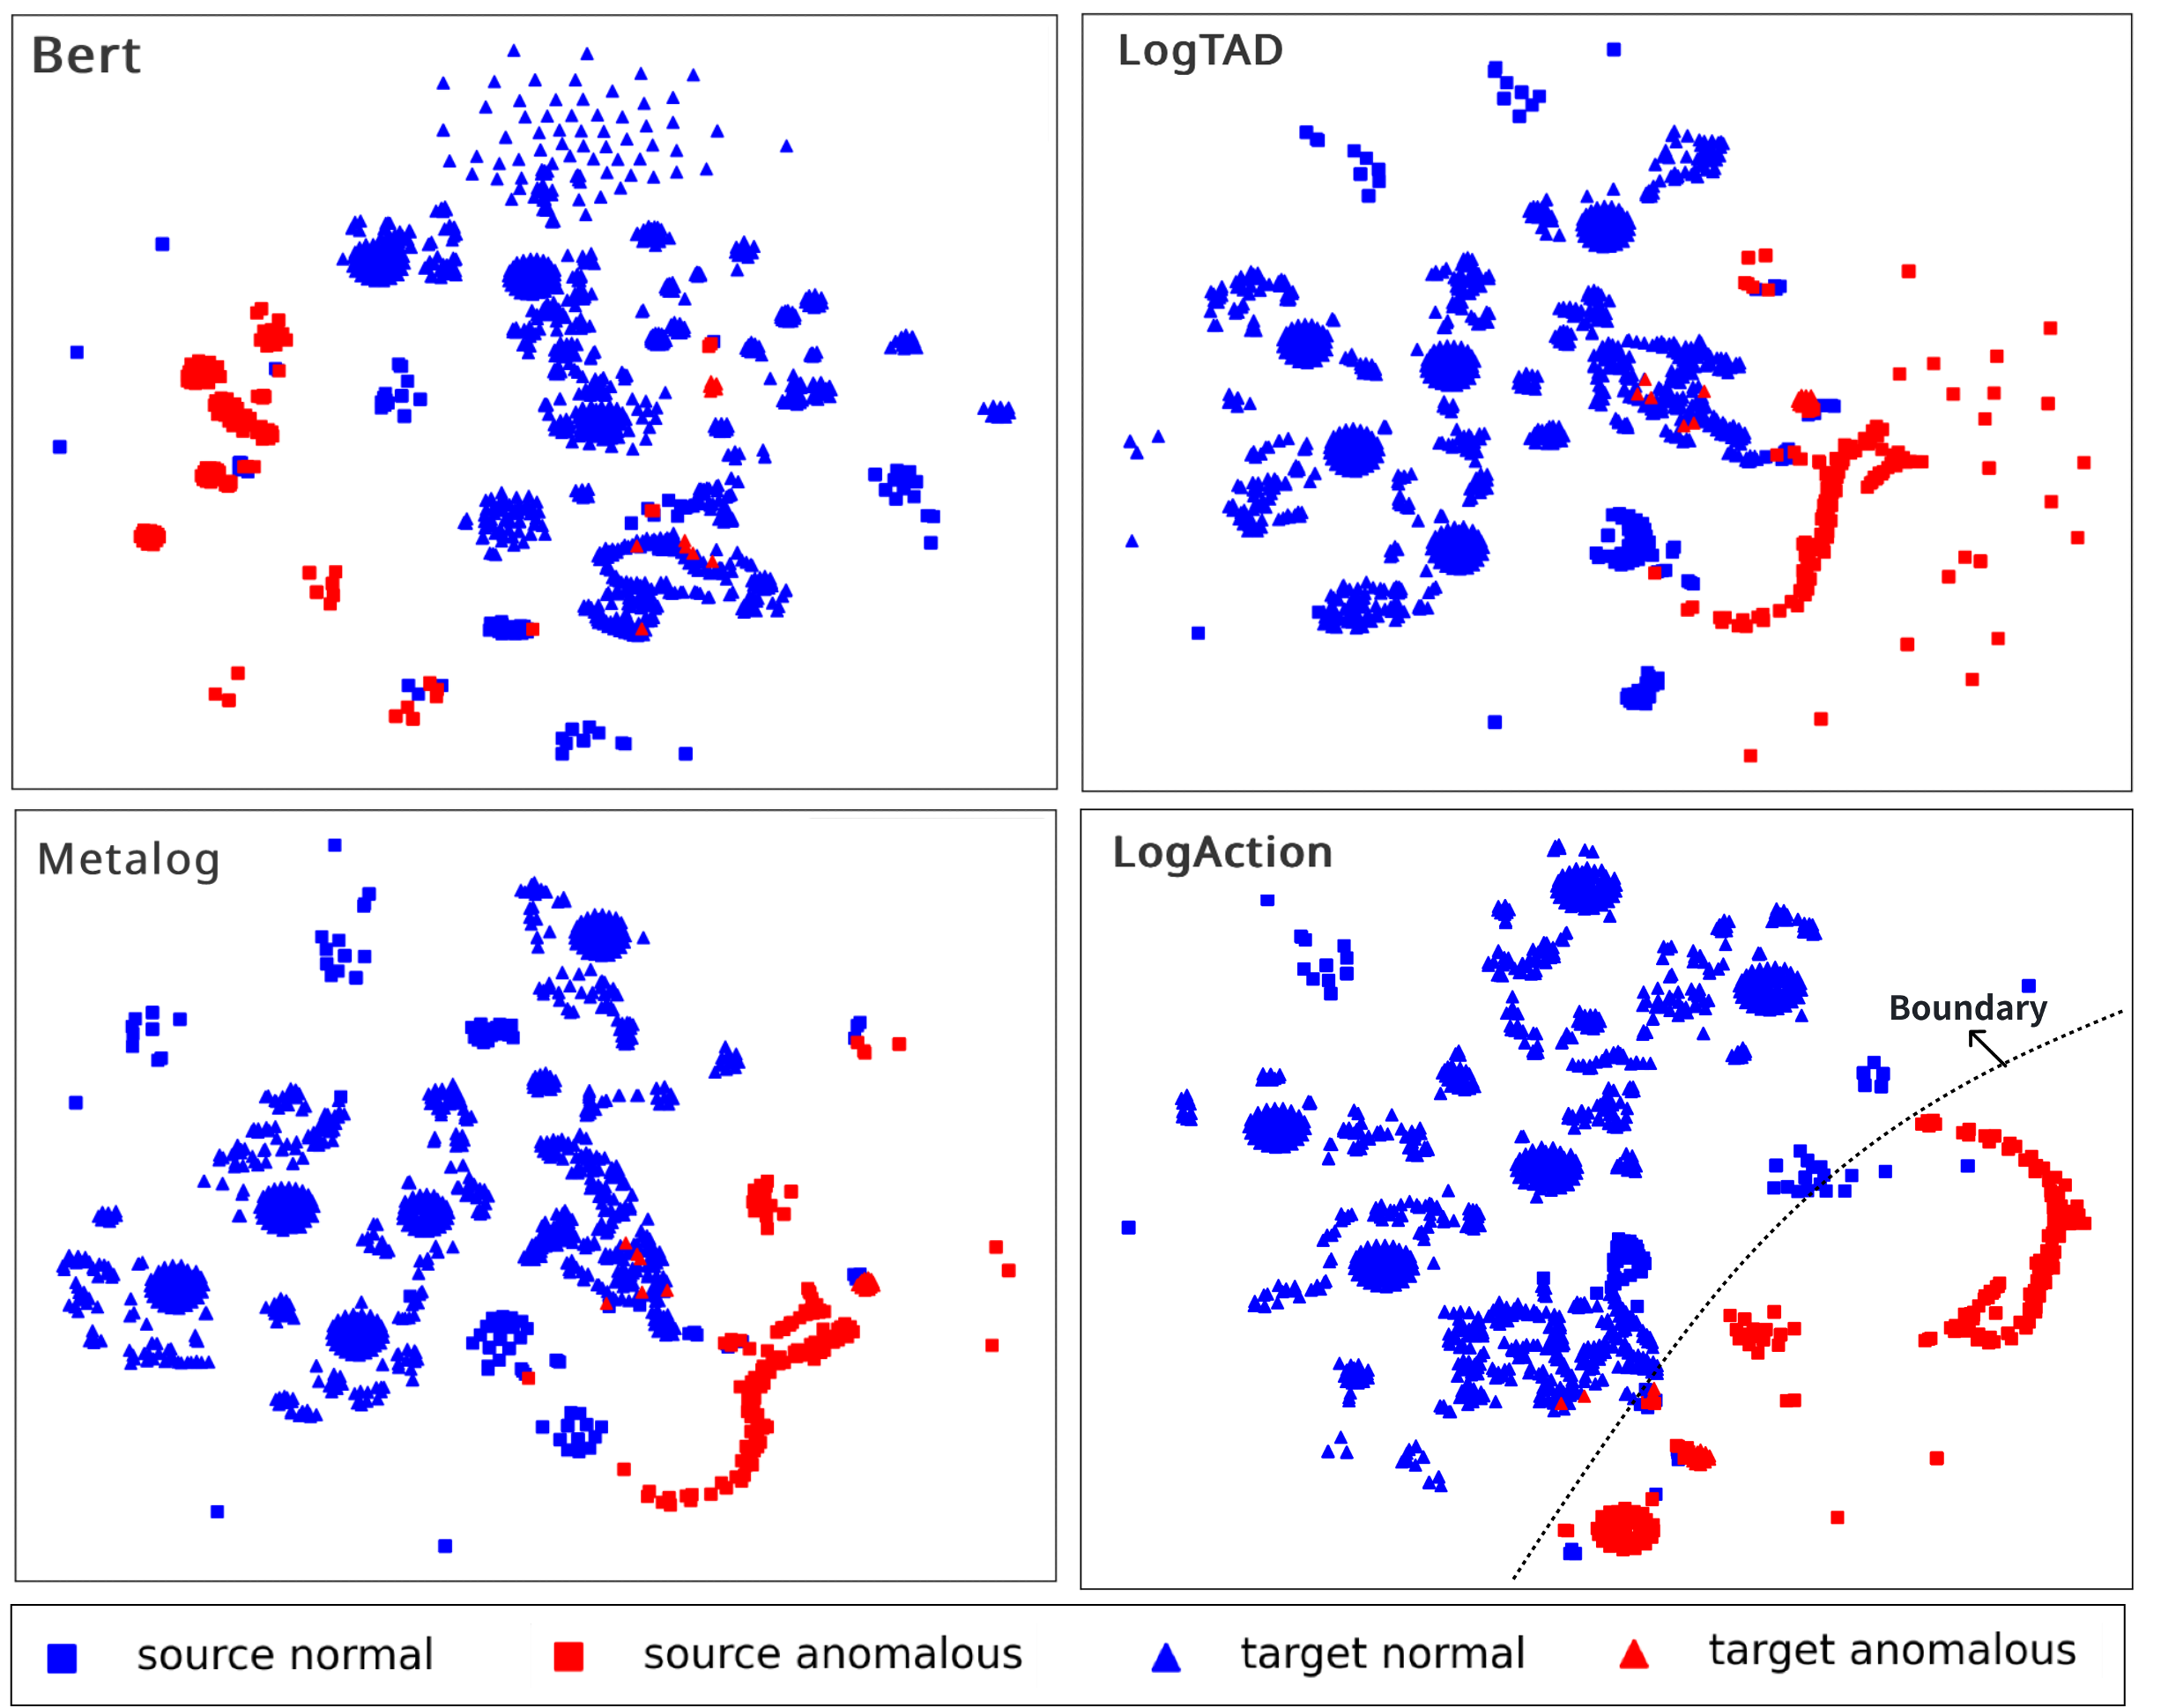 Bert
LogTAD
Metalog
LogAction
Boundary
source normal
source anomalous
target normal
target anomalous